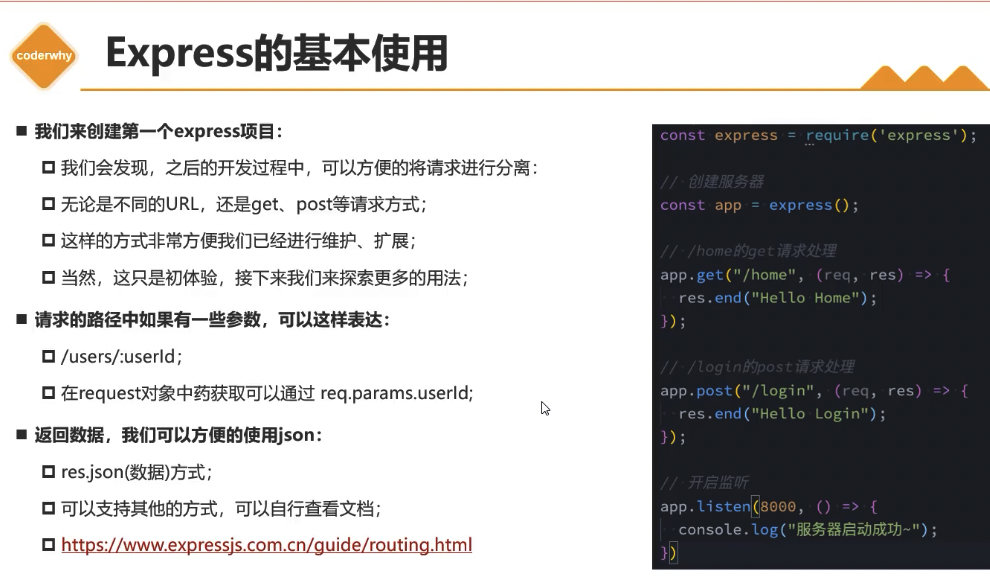 coderwhy
Express的基本使用
我们来创建第一个express项目：
我们会发现，之后的开发过程中，可以方便的将请求进行分离：
无论是不同的URL，还是get、post等请求方式；
这样的方式非常方便我们已经进行维护、扩展；
当然，这只是初体验，接下来我们来探索更多的用法；
请求的路径中如果有一些参数，可以这样表达：
/users/:userId；
在request对象中药获取可以通过 req.params.userId;
返回数据，我们可以方便的使用json：
res.json(数据)方式；
可以支持其他的方式，可以自行查看文档；
https://www.expressjs.com.cn/guide/routing.html
const express = require('express');
// 创建服务器
const app = express();
// /home的get请求处理
app.get("/home", (req, res) => {
res.end("Hello Home");
});
// /login的post请求处理
app.post("/login", (req, res) => {
res.end("Hello Login");
});
// 开启监听
app.listen(8000, () => {
console.log("服务器启动成功~");
})